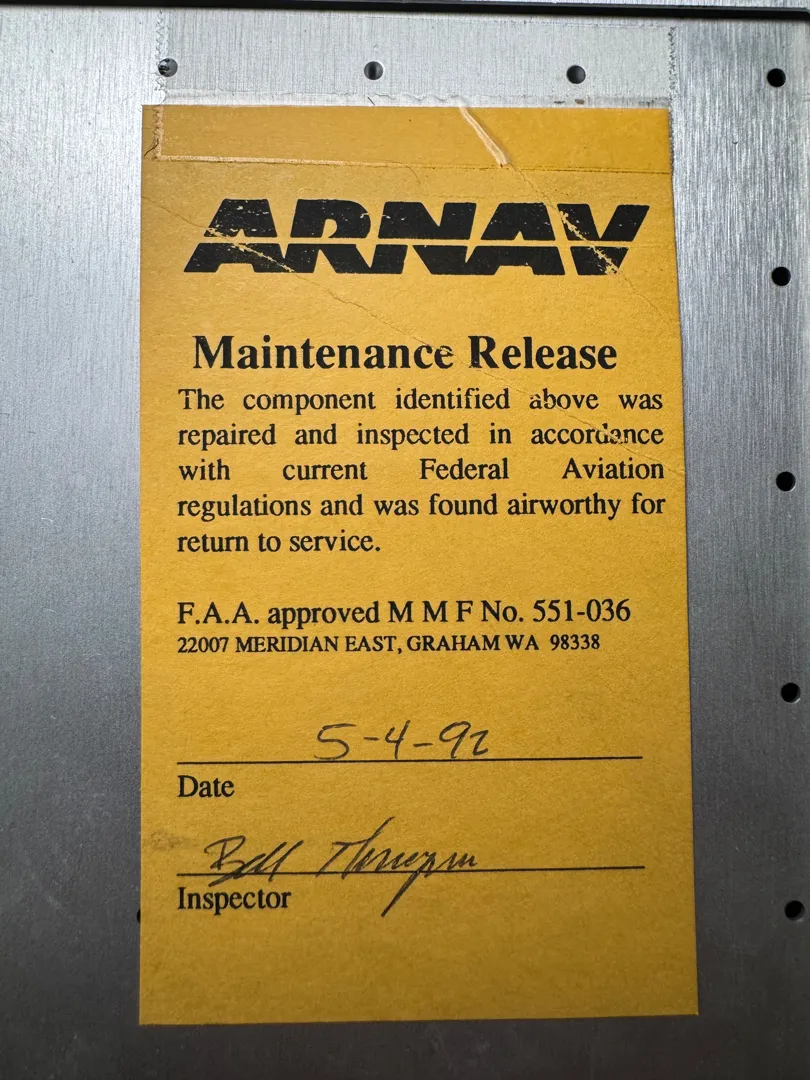 ARNAV
Maintenance Release
The component identified above was
repaired and inspected in accordance
with current Federal Aviation
regulations and was found airworthy for
return to service.
F.A.A. approved M M F No. 551-036
22007 MERIDIAN EAST, GRAHAM WA 98338
5-4-92
Date
Bill
Inspector